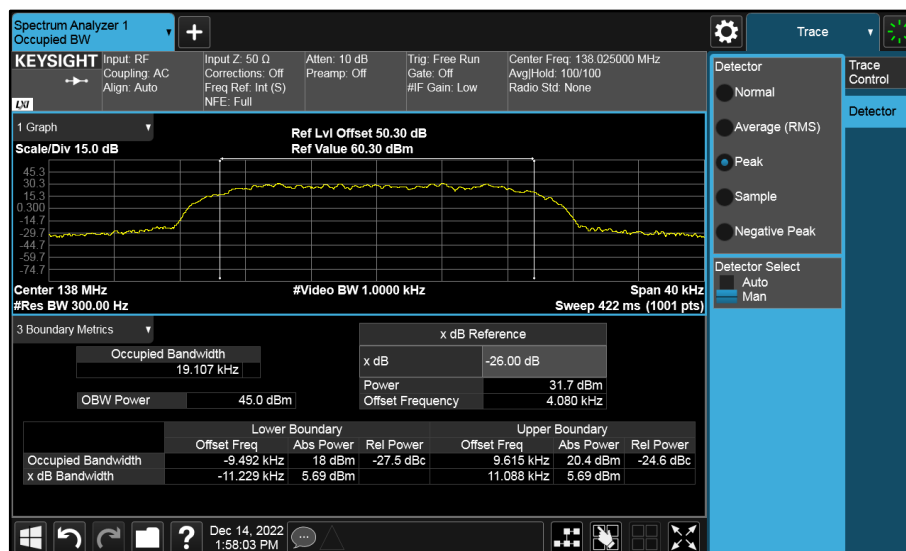 Spectrum Analyzer 1
Occupied BW
+
Trace
KEYSIGHT
Input: RF
Coupling: AC
Align: Auto
Input Z: 50 Ω
Corrections: Off
Freq Ref: Int (S)
NFE: Full
Atten: 10 dB
Preamp: Off
Trig: Free Run
Gate: Off
#IF Gain: Low
Center Freq: 138.025000 MHz
Avg|Hold: 100/100
Radio Std: None
LXI
1 Graph
Scale/Div 15.0 dB
Ref Lvl Offset 50.30 dB
Ref Value 60.30 dBm
45.3
30.3
15.3
0.300
-14.7
-29.7
-44.7
-59.7
-74.7
Center 138 MHz
#Res BW 300.00 Hz
#Video BW 1.0000 kHz
Span 40 kHz
Sweep 422 ms (1001 pts)
3 Boundary Metrics
Occupied Bandwidth
19.107 kHz
OBW Power 45.0 dBm
x dB Reference
x dB -26.00 dB
Power 31.7 dBm
Offset Frequency 4.080 kHz
Lower Boundary Upper Boundary
Offset Freq Abs Power Rel Power Offset Freq Abs Power Rel Power
Occupied Bandwidth -9.492 kHz 18 dBm -27.5 dBc 9.615 kHz 20.4 dBm -24.6 dBc
x dB Bandwidth -11.229 kHz 5.69 dBm 11.088 kHz 5.69 dBm
Detector
Normal
Average (RMS)
Peak
Sample
Negative Peak
Detector Select
Auto
Man
Trace
Control
Detector
?
Dec 14, 2022
1:58:03 PM